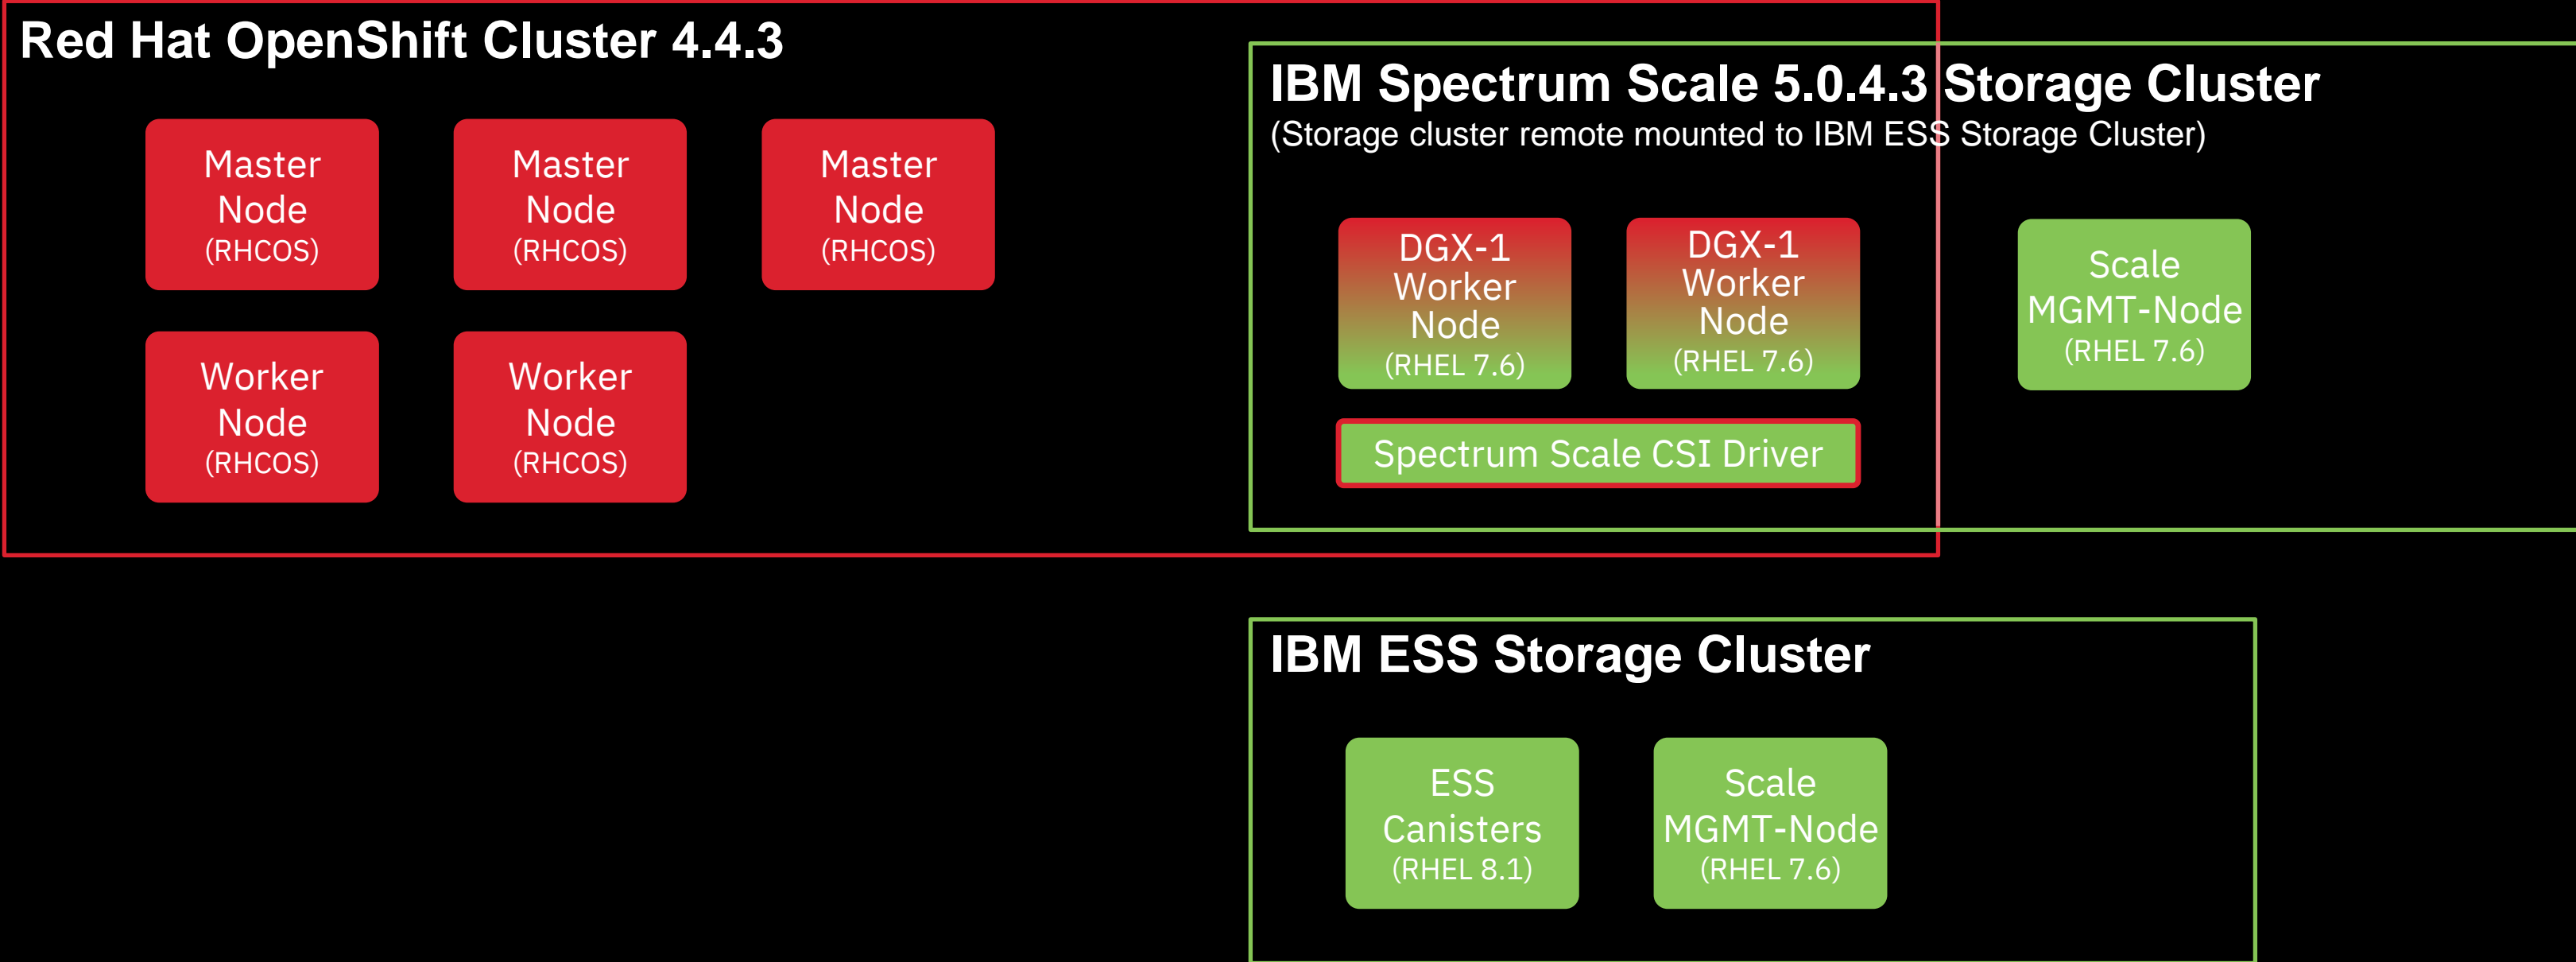 Red Hat OpenShift Cluster 4.4.3
Master
Node
(RHCOS)
Master
Node
(RHCOS)
Master
Node
(RHCOS)
Worker
Node
(RHCOS)
Worker
Node
(RHCOS)
IBM Spectrum Scale 5.0.4.3 Storage Cluster
(Storage cluster remote mounted to IBM ESS Storage Cluster)
DGX-1
Worker
Node
(RHEL 7.6)
DGX-1
Worker
Node
(RHEL 7.6)
Scale
MGMT-Node
(RHEL 7.6)
Spectrum Scale CSI Driver
IBM ESS Storage Cluster
ESS
Canisters
(RHEL 8.1)
Scale
MGMT-Node
(RHEL 7.6)